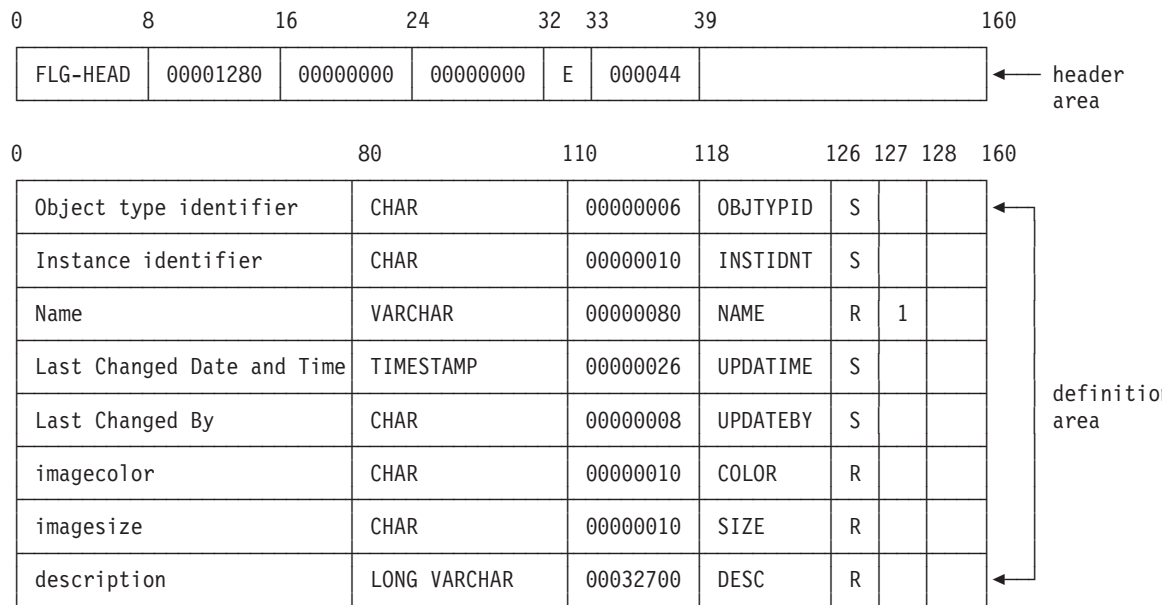 0 8 16 24 32 33 39 160
FLG-HEAD 00001280 00000000 00000000 E 000044 header
area
0 80 110 118 126 127 128 160
Object type identifier CHAR 00000006 OBJTYPID S
Instance identifier CHAR 00000010 INSTIDNT S
Name VARCHAR 00000080 NAME R 1
Last Changed Date and Time TIMESTAMP 00000026 UPDATIME S
definition
Last Changed By CHAR 00000008 UPDATEBY S area
imagecolor CHAR 00000010 COLOR R
imagesize CHAR 00000010 SIZE R
description LONG VARCHAR 00032700 DESC R